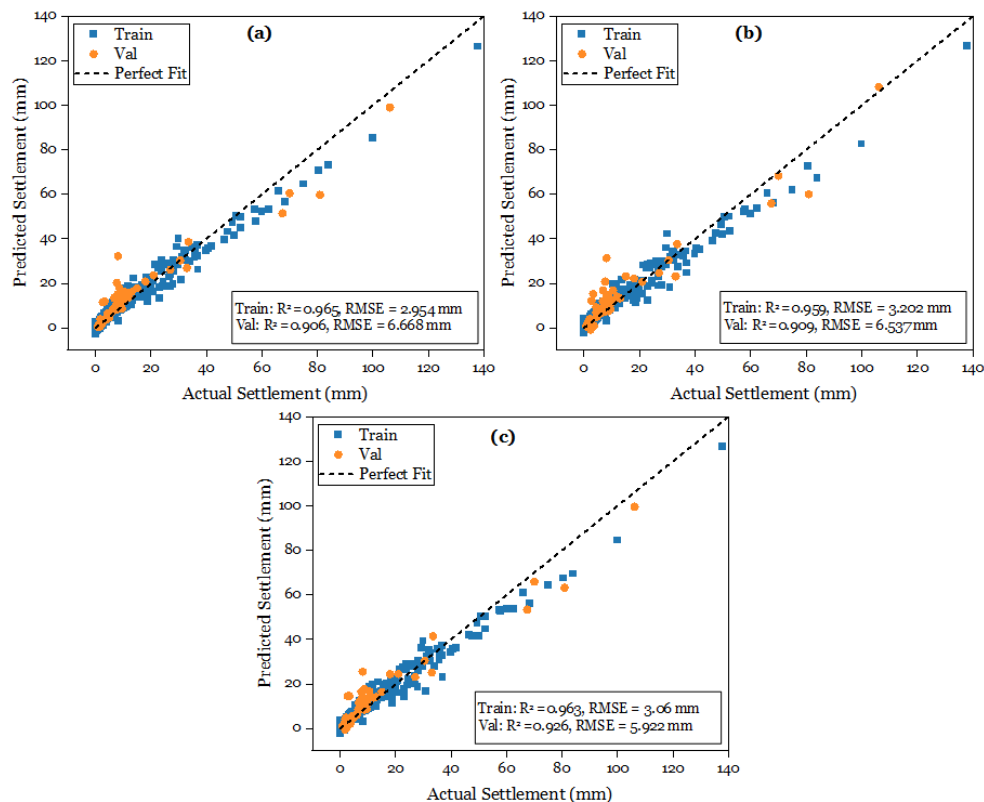 (a)
Train
Val
Perfect Fit
Predicted Settlement (mm)
140
120
100
80
60
40
20
0
Train: R² = 0.965, RMSE = 2.954 mm
Val: R² = 0.906, RMSE = 6.668 mm
0 20 40 60 80 100 120 140
Actual Settlement (mm)
(b)
Train
Val
Perfect Fit
Predicted Settlement (mm)
140
120
100
80
60
40
20
0
Train: R² = 0.959, RMSE = 3.202 mm
Val: R² = 0.909, RMSE = 6.537 mm
0 20 40 60 80 100 120 140
Actual Settlement (mm)
(c)
Train
Val
Perfect Fit
Predicted Settlement (mm)
140
120
100
80
60
40
20
0
Train: R² = 0.963, RMSE = 3.06 mm
Val: R² = 0.926, RMSE = 5.922 mm
0 20 40 60 80 100 120 140
Actual Settlement (mm)